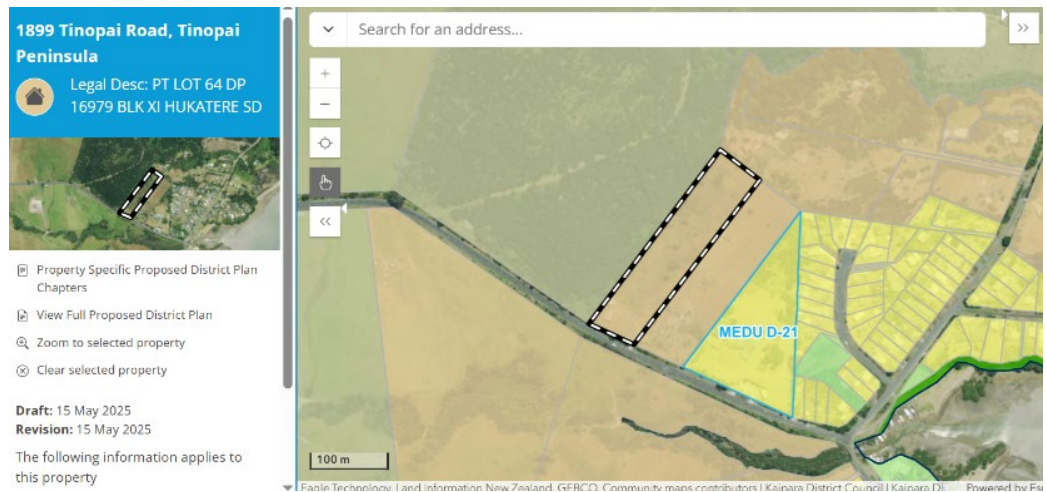 1899 Tinopai Road, Tinopai
Peninsula
Legal Desc: PT LOT 64 DP
16979 BLK XI HUKATERE SD
Property Specific Proposed District Plan
Chapters
View Full Proposed District Plan
Zoom to selected property
Clear selected property
Draft: 15 May 2025
Revision: 15 May 2025
The following information applies to
this property
Search for an address...
MEDU D-21
100 m
Eagle Technology, Land Information New Zealand, GEBCO, Community maps contributors | Kaipara District Council | Kaipara Di... Powered by Esri